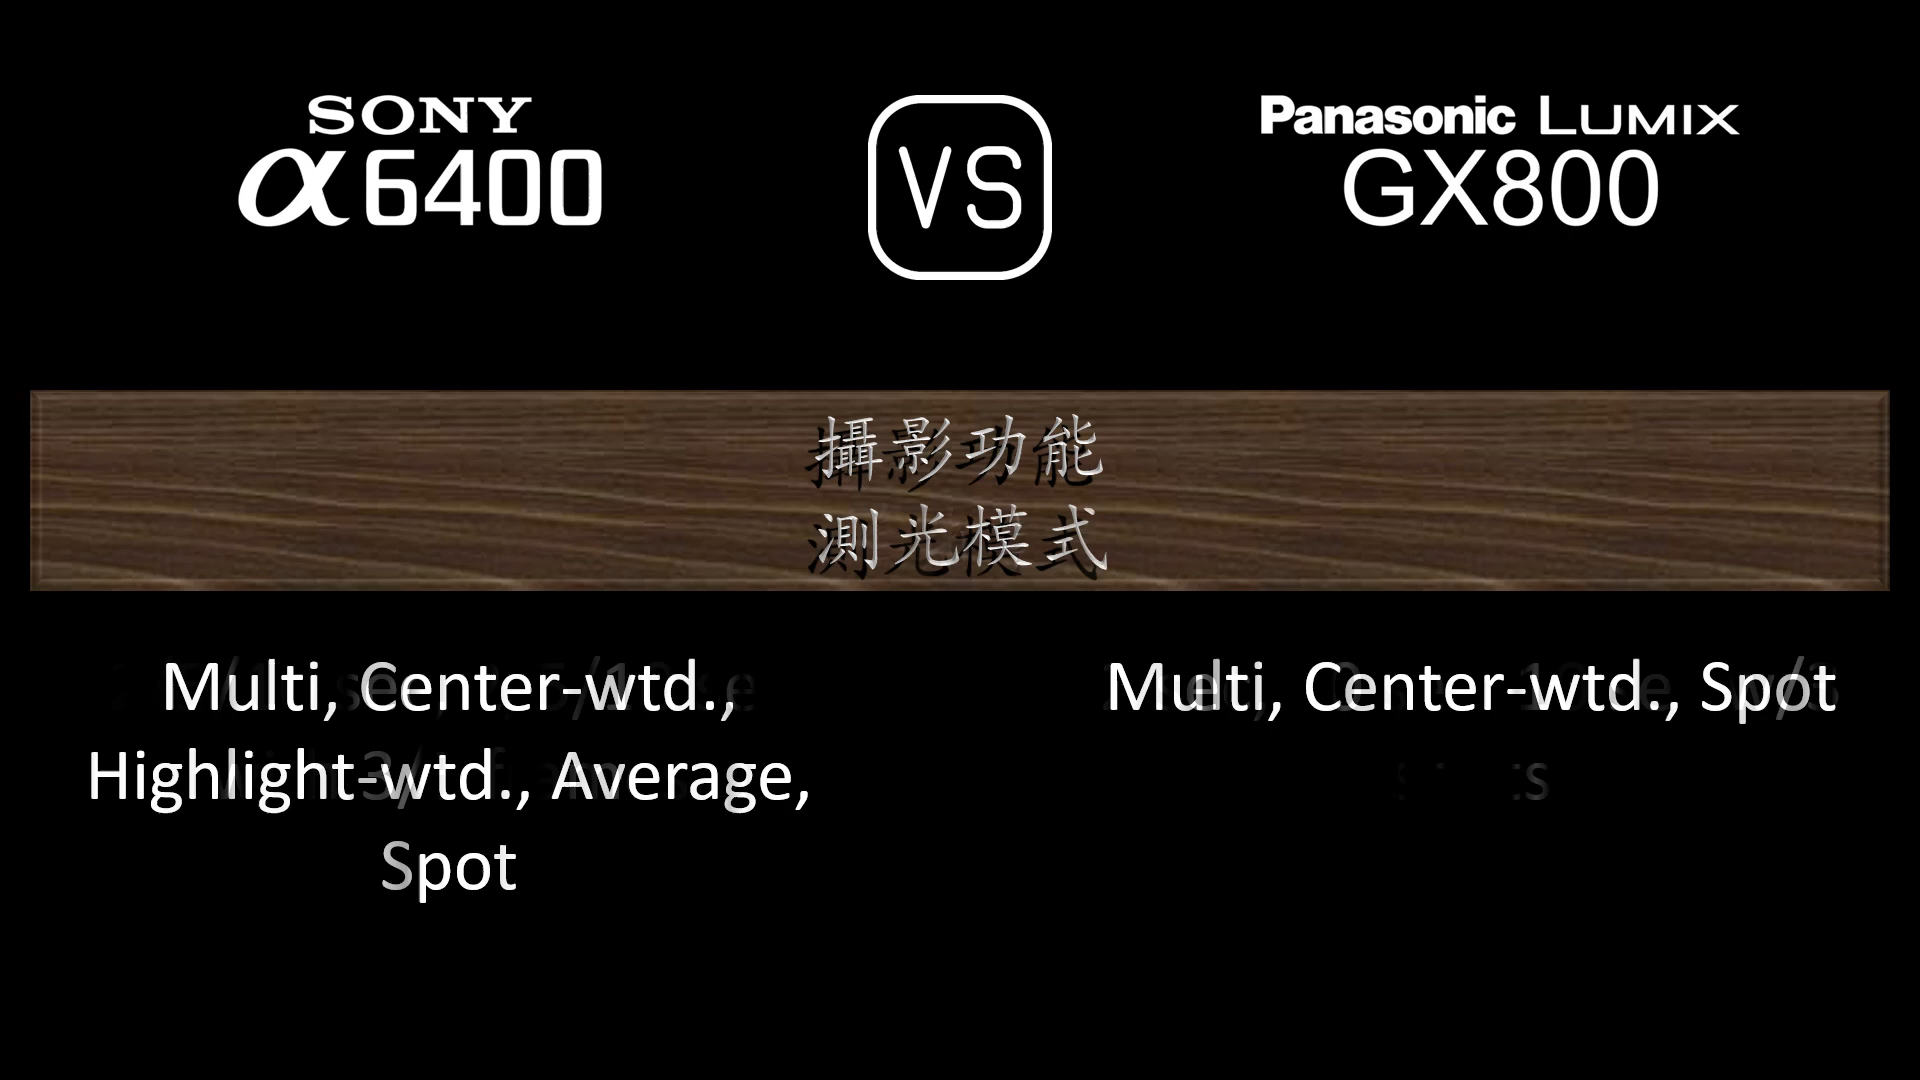 SONY
α6400
VS
Panasonic LUMIX
GX800
攝影功能
測光模式
Multi, Center-wtd.,
Highlight-wtd., Average,
Spot
Multi, Center-wtd., Spot